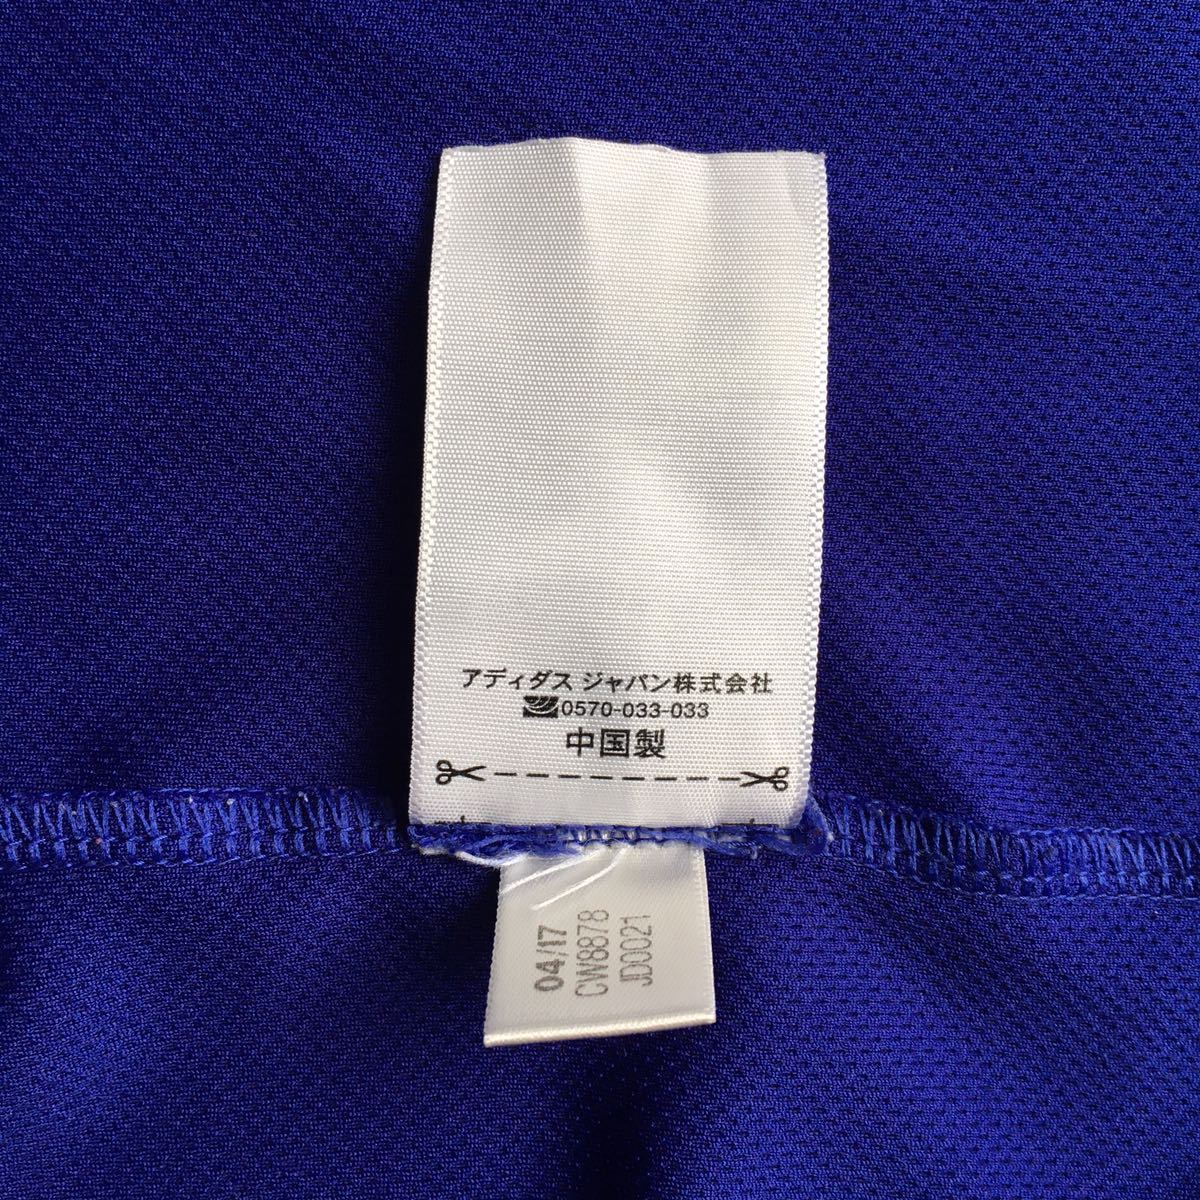 アディダス ジャパン株式会社
0570-033-033
中国製
04/17
CW8878
JD0021